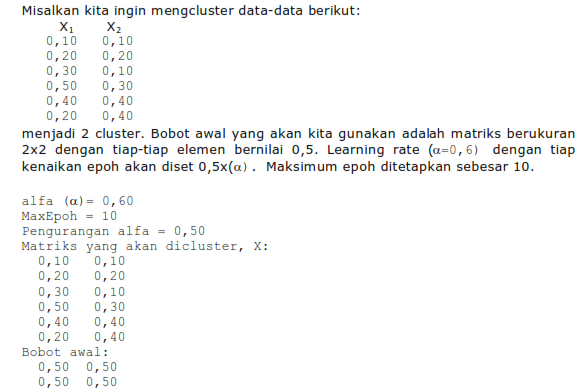 Misalkan kita ingin mengcluster data-data berikut:
X₁ X₂
0,10 0,10
0,20 0,20
0,30 0,10
0,50 0,30
0,40 0,40
0,20 0,40
menjadi 2 cluster. Bobot awal yang akan kita gunakan adalah matriks berukuran
2x2 dengan tiap-tiap elemen bernilai 0,5. Learning rate (α=0,6) dengan tiap
kenaikan epoh akan diset 0,5x(α). Maksimum epoh ditetapkan sebesar 10.
alfa (α)= 0,60
MaxEpoh = 10
Pengurangan alfa = 0,50
Matriks yang akan dicluster, X:
0,10 0,10
0,20 0,20
0,30 0,10
0,50 0,30
0,40 0,40
0,20 0,40
Bobot awal:
0,50 0,50
0,50 0,50